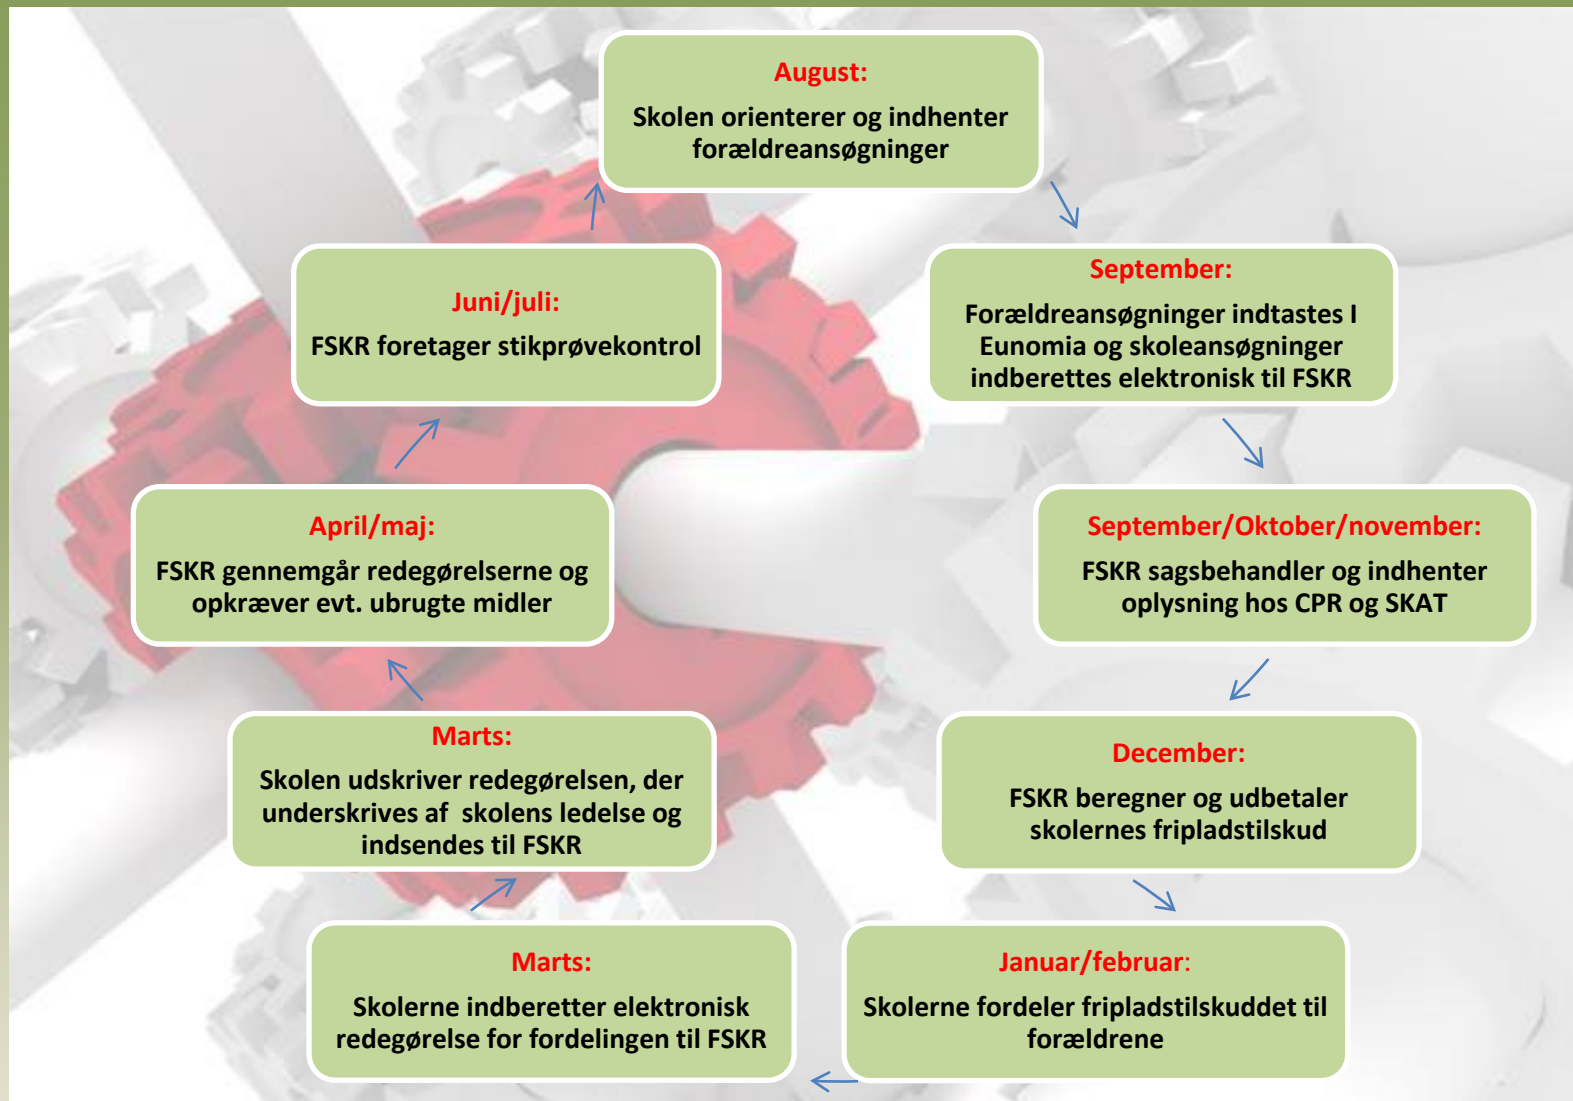 August:
Skolen orienterer og indhenter
forældreansøgninger
September:
Forældreansøgninger indtastes I
Eunomia og skoleansøgninger
indberettes elektronisk til FSKR
September/Oktober/november:
FSKR sagsbehandler og indhenter
oplysning hos CPR og SKAT
December:
FSKR beregner og udbetaler
skolernes fripladstilskud
Januar/februar:
Skolerne fordeler fripladstilskuddet til
forældrene
Marts:
Skolerne indberetter elektronisk
redegørelse for fordelingen til FSKR
Marts:
Skolen udskriver redegørelsen, der
underskrives af  skolens ledelse og
indsendes til FSKR
April/maj:
FSKR gennemgår redegørelserne og
opkræver evt. ubrugte midler
Juni/juli:
FSKR foretager stikprøvekontrol